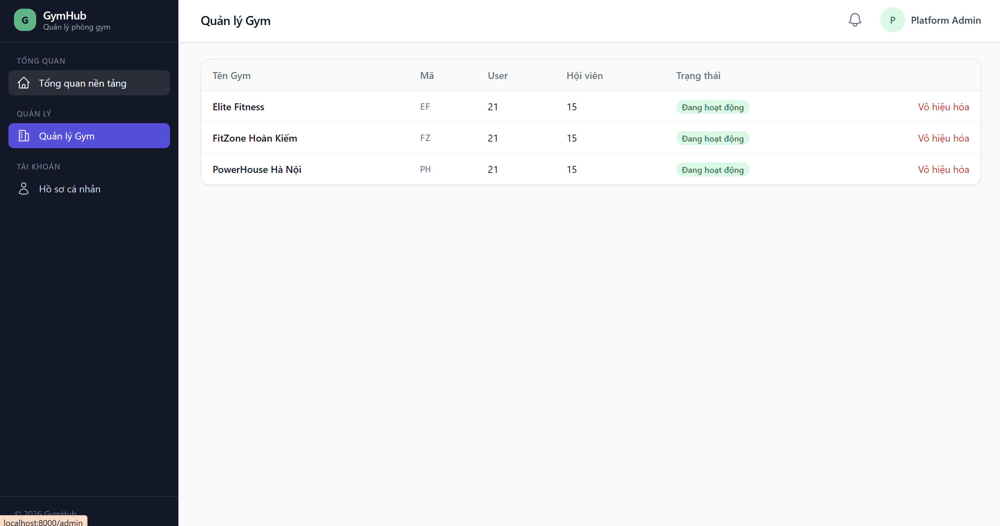 G
GymHub
Quản lý phòng gym
TỔNG QUAN
Tổng quan nền tảng
QUẢN LÝ
Quản lý Gym
TÀI KHOẢN
Hồ sơ cá nhân
© 2026 GymHub
localhost:8000/admin
Quản lý Gym
P Platform Admin
Tên Gym Mã User Hội viên Trạng thái
Elite Fitness EF 21 15 Đang hoạt động Vô hiệu hóa
FitZone Hoàn Kiếm FZ 21 15 Đang hoạt động Vô hiệu hóa
PowerHouse Hà Nội PH 21 15 Đang hoạt động Vô hiệu hóa